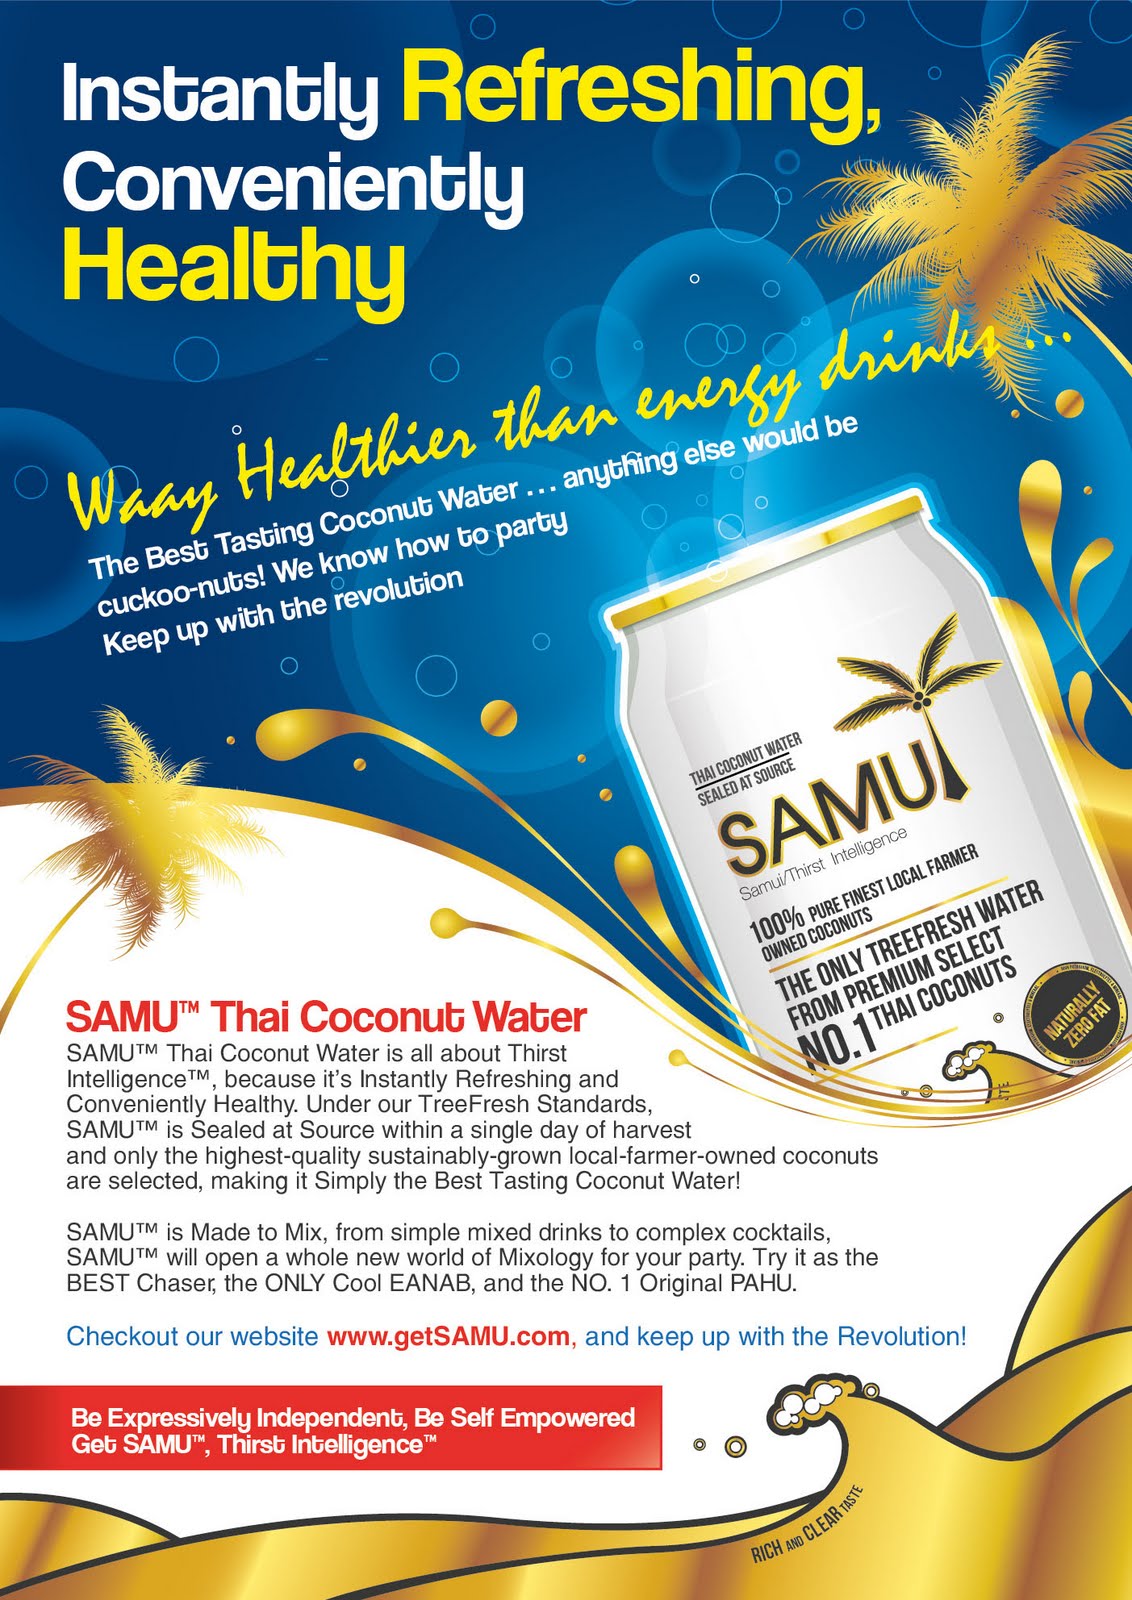 Instantly Refreshing,
Conveniently
Healthy
Waay Healthier than energy drinks ...
The Best Tasting Coconut Water ... anything else would be
cuckoo-nuts! We know how to party
Keep up with the revolution
THAI COCONUT WATER
SEALED AT SOURCE
SAMUI
Samui/Thirst Intelligence
100% PURE FINEST LOCAL FARMER
OWNED COCONUTS
THE ONLY TREEFRESH WATER
FROM PREMIUM SELECT
NO.1 THAI COCONUTS
NATURALLY
ZERO FAT
SAMU™ Thai Coconut Water
SAMU™ Thai Coconut Water is all about Thirst
Intelligence™, because it's Instantly Refreshing and
Conveniently Healthy. Under our TreeFresh Standards,
SAMU™ is Sealed at Source within a single day of harvest
and only the highest-quality sustainably-grown local-farmer-owned coconuts
are selected, making it Simply the Best Tasting Coconut Water!
SAMU™ is Made to Mix, from simple mixed drinks to complex cocktails,
SAMU™ will open a whole new world of Mixology for your party. Try it as the
BEST Chaser, the ONLY Cool EANAB, and the NO. 1 Original PAHU.
Checkout our website www.getSAMU.com, and keep up with the Revolution!
Be Expressively Independent, Be Self Empowered
Get SAMU™, Thirst Intelligence™
RICH AND CLEAR TASTE